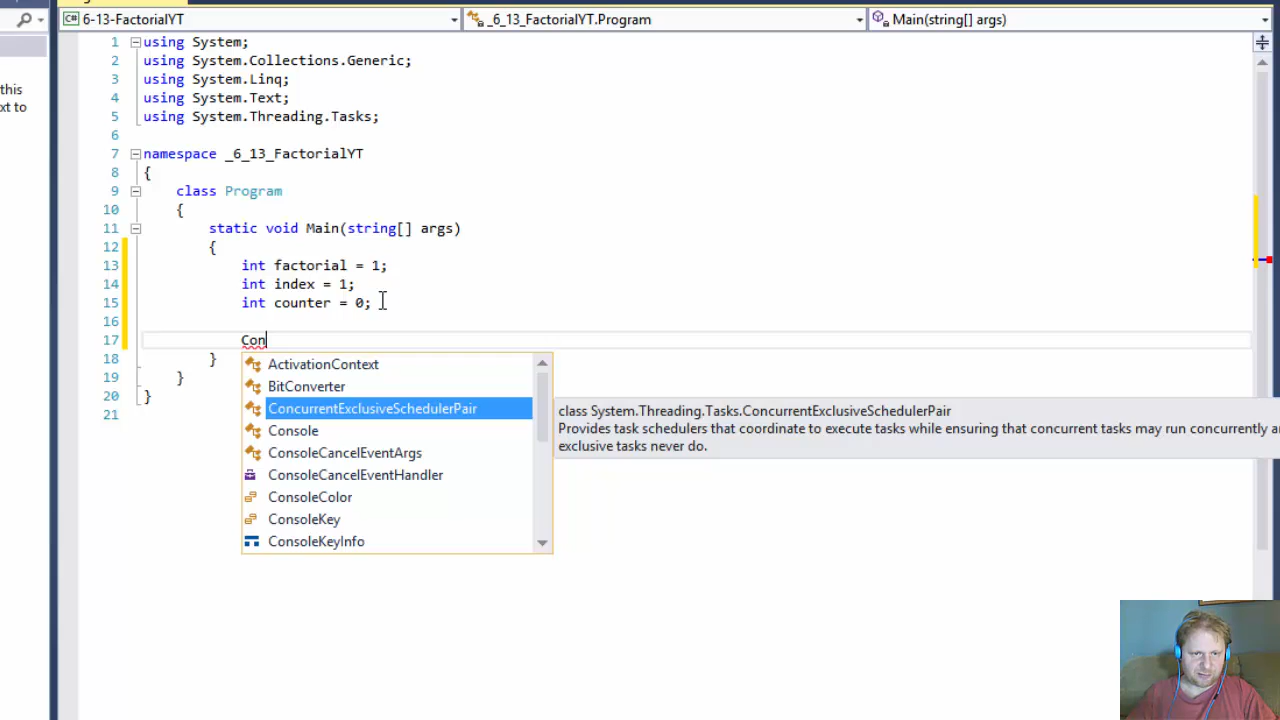 6-13-FactorialYT
_6_13_FactorialYT.Program
Main(string[] args)
this
xt to
1 using System;
2 using System.Collections.Generic;
3 using System.Linq;
4 using System.Text;
5 using System.Threading.Tasks;
6
7 namespace _6_13_FactorialYT
8 {
9 class Program
10 {
11 static void Main(string[] args)
12 {
13 int factorial = 1;
14 int index = 1;
15 int counter = 0;
16
17 Con
18 }
19 }
20 }
21
ActivationContext
BitConverter
ConcurrentExclusiveSchedulerPair
Console
ConsoleCancelEventArgs
ConsoleCancelEventHandler
ConsoleColor
ConsoleKey
ConsoleKeyInfo
class System.Threading.Tasks.ConcurrentExclusiveSchedulerPair
Provides task schedulers that coordinate to execute tasks while ensuring that concurrent tasks may run concurrently a
exclusive tasks never do.